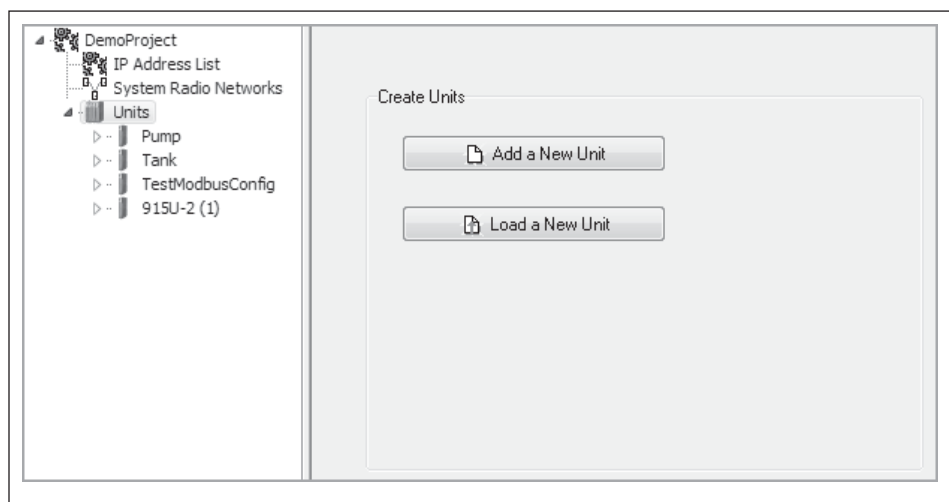 DemoProject
IP Address List
System Radio Networks
Units
Pump
Tank
TestModbusConfig
915U-2 (1)
Create Units
Add a New Unit
Load a New Unit